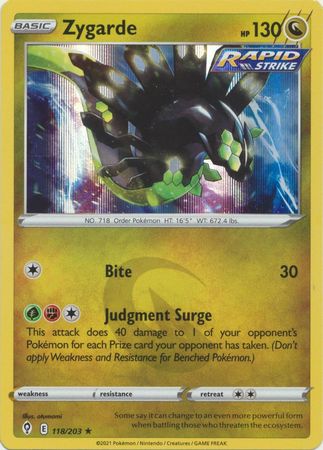 BASIC Zygarde HP 130
RAPID
STRIKE
NO. 718 Order Pokémon HT: 16'5" WT: 672.4 lbs.
Bite 30
Judgment Surge
This attack does 40 damage to 1 of your opponent's
Pokémon for each Prize card your opponent has taken. (Don't
apply Weakness and Resistance for Benched Pokémon.)
weakness resistance retreat
Illus. otumami
E 118/203 ★
Some say it can change to an even more powerful form
when battling those who threaten the ecosystem.
©2021 Pokémon / Nintendo / Creatures / GAME FREAK